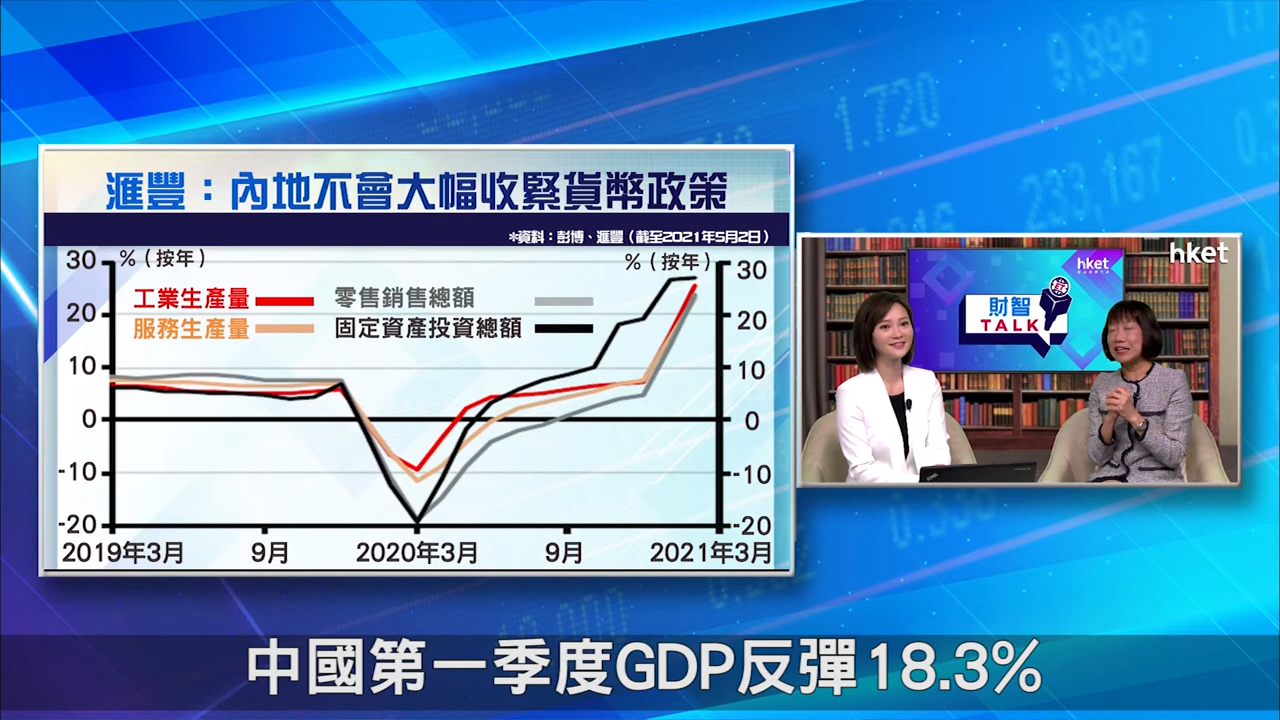 滙豐：內地不會大幅收緊貨幣政策
*資料：彭博、滙豐（截至2021年5月2日）
%（按年）
%（按年）
工業生產量
零售銷售總額
服務生產量
固定資產投資總額
30
20
10
0
-10
-20
30
20
10
0
-10
-20
2019年3月
9月
2020年3月
9月
2021年3月
hket
hket
財智
TALK
中國第一季度GDP反彈18.3%
1.720
9,996
233,167